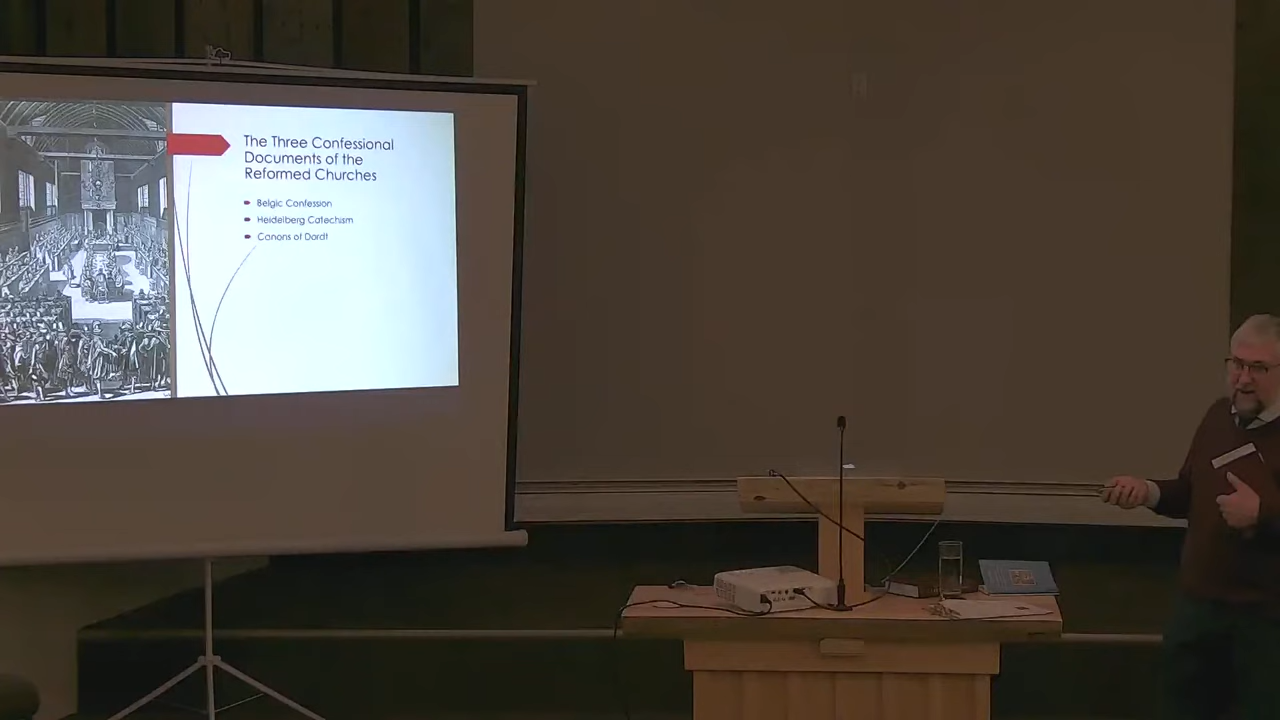 The Three Confessional
Documents of the
Reformed Churches
Belgic Confession
Heidelberg Catechism
Canons of Dordt